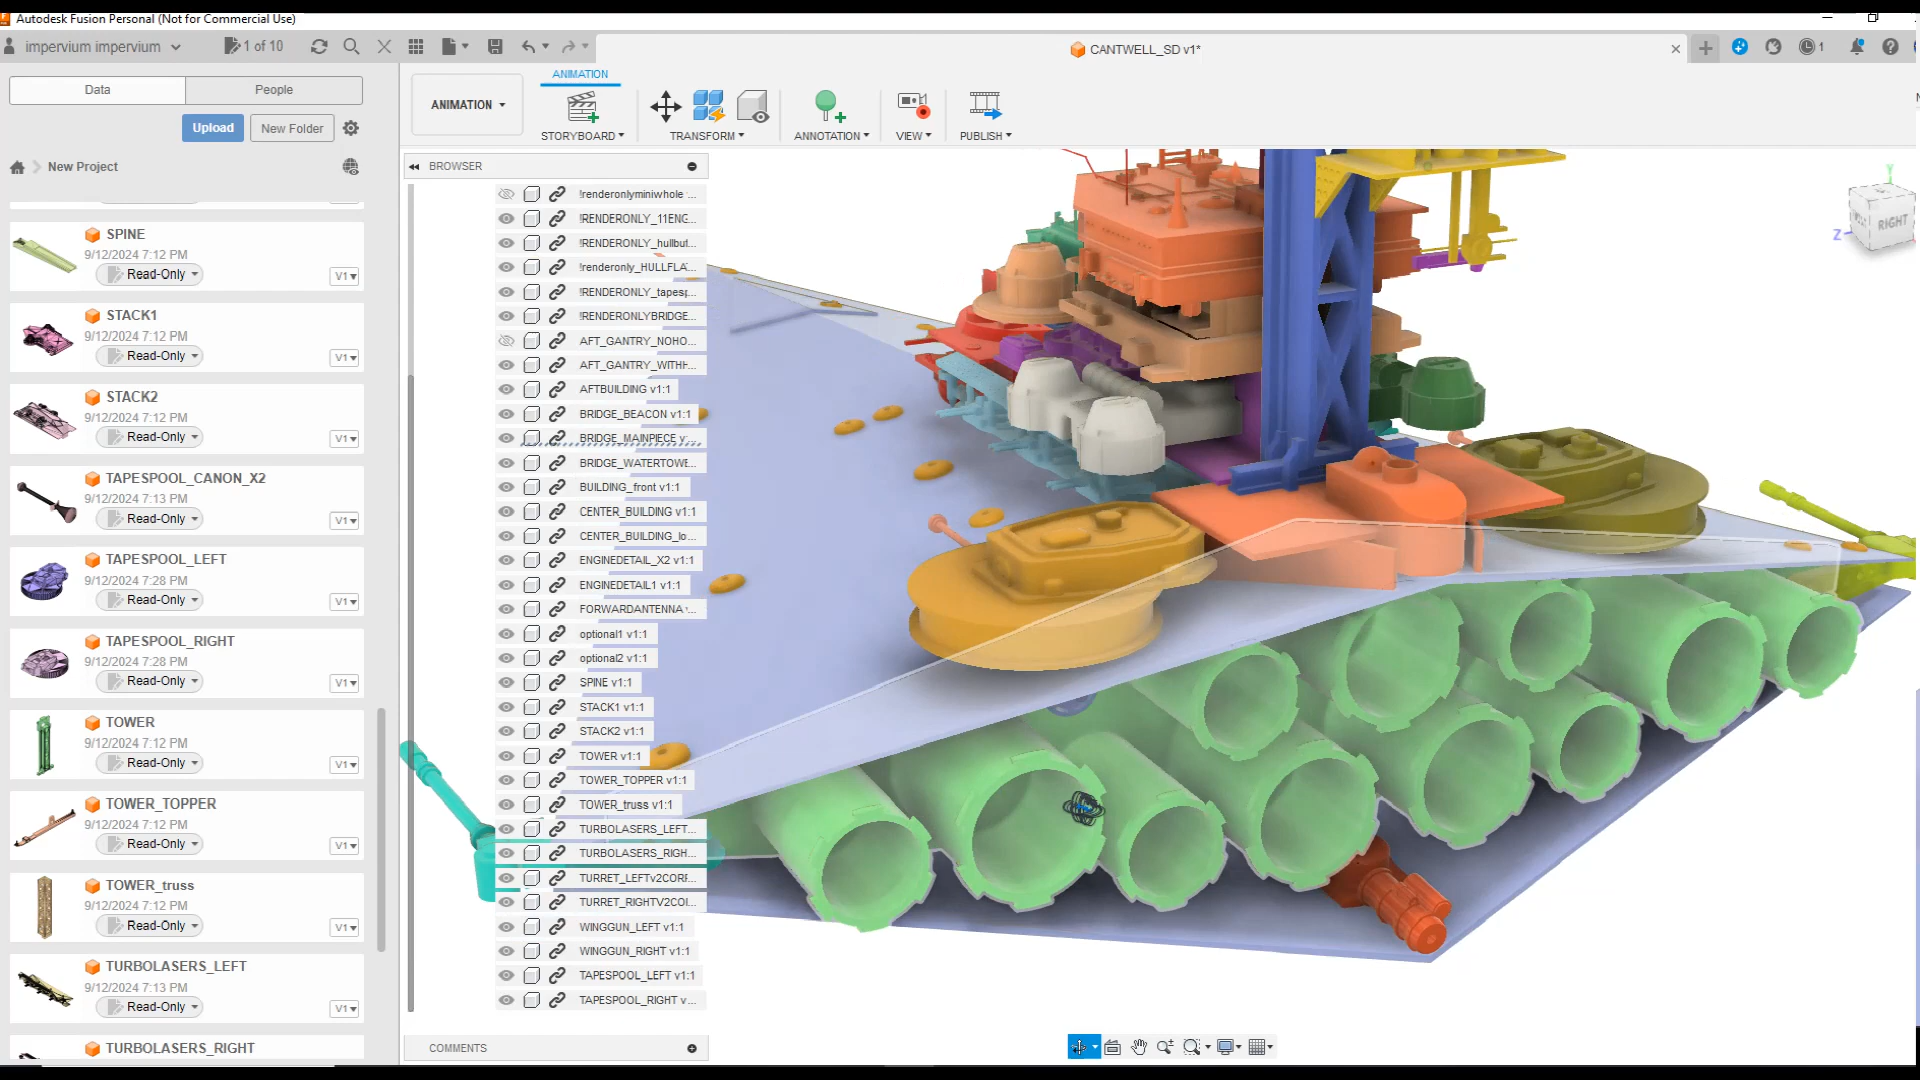 Autodesk Fusion Personal (Not for Commercial Use)
impervium impervium
1 of 10
CANTWELL_SD v1*
1
Data
People
Upload
New Folder
New Project
SPINE
9/12/2024 7:12 PM
Read-Only
V1
STACK1
9/12/2024 7:12 PM
Read-Only
V1
STACK2
9/12/2024 7:12 PM
Read-Only
V1
TAPESPOOL_CANON_X2
9/12/2024 7:13 PM
Read-Only
V1
TAPESPOOL_LEFT
9/12/2024 7:28 PM
Read-Only
V1
TAPESPOOL_RIGHT
9/12/2024 7:28 PM
Read-Only
V1
TOWER
9/12/2024 7:12 PM
Read-Only
V1
TOWER_TOPPER
9/12/2024 7:12 PM
Read-Only
V1
TOWER_truss
9/12/2024 7:12 PM
Read-Only
V1
TURBOLASERS_LEFT
9/12/2024 7:13 PM
Read-Only
V1
TURBOLASERS_RIGHT
ANIMATION
ANIMATION
STORYBOARD
TRANSFORM
ANNOTATION
VIEW
PUBLISH
BROWSER
!renderonlyminiwhole :...
!RENDERONLY_11ENG...
!RENDERONLY_hullbuf...
!renderonly_HULLFLA...
!RENDERONLY_tapesp...
!RENDERONLYBRIDGE...
AFT_GANTRY_NOHO...
AFT_GANTRY_WITHH...
AFTBUILDING v1:1
BRIDGE_BEACON v1:1
BRIDGE_MAINPIECE v...
BRIDGE_WATERTOWE...
BUILDING_front v1:1
CENTER_BUILDING v1:1
CENTER_BUILDING_lo...
ENGINEDETAIL_X2 v1:1
ENGINEDETAIL1 v1:1
FORWARDANTENNA v...
optional1 v1:1
optional2 v1:1
SPINE v1:1
STACK1 v1:1
STACK2 v1:1
TOWER v1:1
TOWER_TOPPER v1:1
TOWER_truss v1:1
TURBOLASERS_LEFT...
TURBOLASERS_RIGH...
TURRET_LEFTv2CORR...
TURRET_RIGHTV2COI...
WINGGUN_LEFT v1:1
WINGGUN_RIGHT v1:1
TAPESPOOL_LEFT v1:1
TAPESPOOL_RIGHT v...
COMMENTS
Y
Z
RIGHT